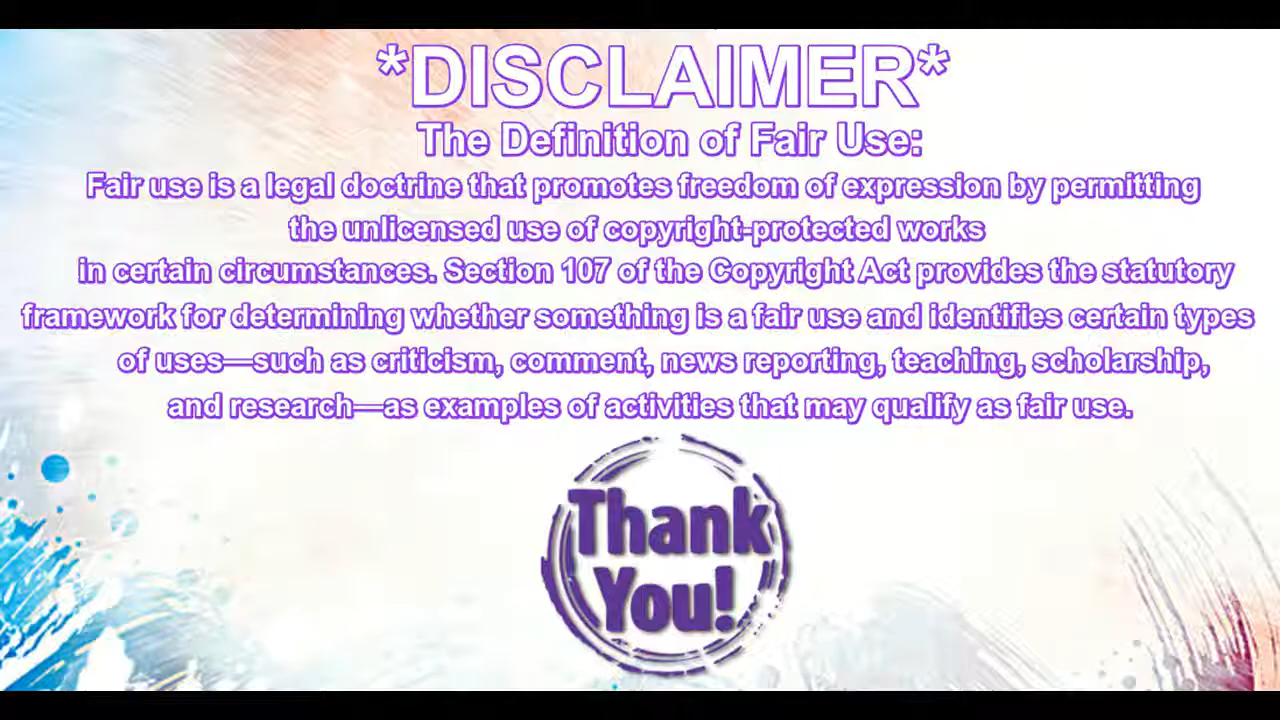 *DISCLAIMER*
The Definition of Fair Use:
Fair use is a legal doctrine that promotes freedom of expression by permitting
the unlicensed use of copyright-protected works
in certain circumstances. Section 107 of the Copyright Act provides the statutory
framework for determining whether something is a fair use and identifies certain types
of uses—such as criticism, comment, news reporting, teaching, scholarship,
and research—as examples of activities that may qualify as fair use.
Thank
You!